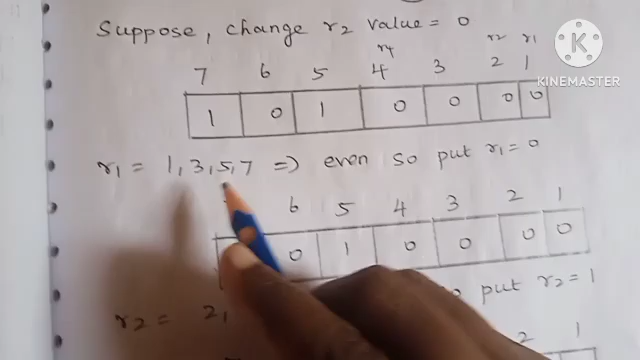 Suppose, change r2 value = 0
r4 r2 r1
7 6 5 4 3 2 1
1 0 1 0 0 0 0
KINEMASTER
r1 = 1,3,5,7 => even so put r1 = 0
6 5 4 3 2 1
0 1 0 0 0 0
r2 = 2, put r2 = 1
2 1